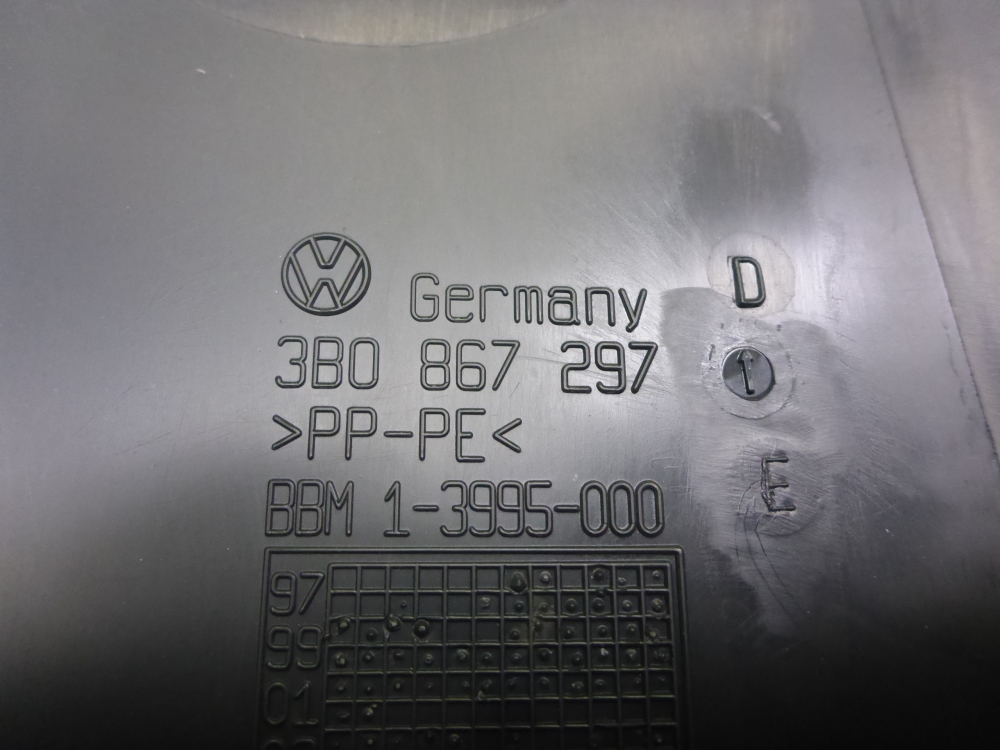 Germany D
3B0 867 297
>PP-PE<
E
BBM 1-3995-000
97
99
01